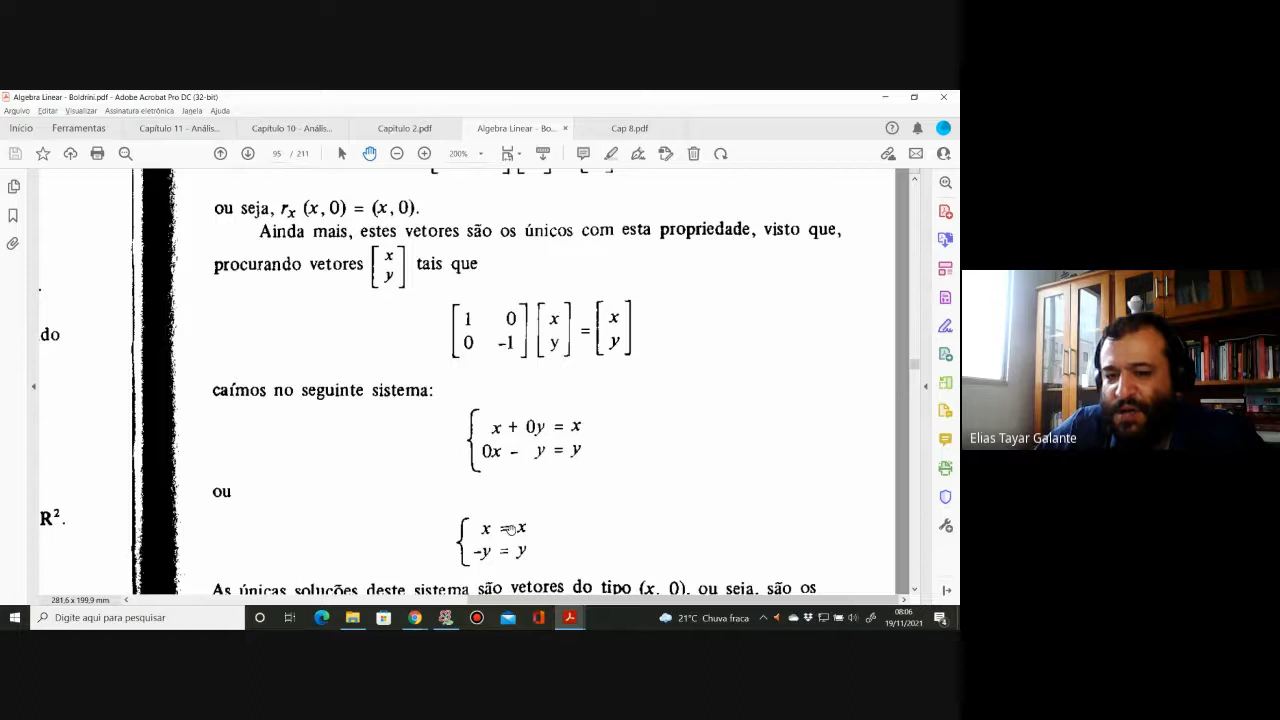 Algebra Linear - Boldrini.pdf - Adobe Acrobat Pro DC (32-bit)
Arquivo Editar Visualizar Assinatura eletrônica Janela Ajuda
Início Ferramentas Capítulo 11 – Anális... Capítulo 10 - Anális... Capitulo 2.pdf Algebra Linear - Bo... × Cap 8.pdf
95 / 211 200%
ou seja, rₓ (x, 0) = (x, 0).
Ainda mais, estes vetores são os únicos com esta propriedade, visto que,
procurando vetores [x y] tais que
[1 0 0 -1] [x y] = [x y]
caímos no seguinte sistema:
x + 0y = x
0x - y = y
ou
x = x
-y = y
As únicas soluções deste sistema são vetores do tipo (x, 0), ou seja, são os
do
R².
Elias Tayar Galante
281,6 x 199,9 mm
Digite aqui para pesquisar
21°C Chuva fraca
08:06
19/11/2021
4